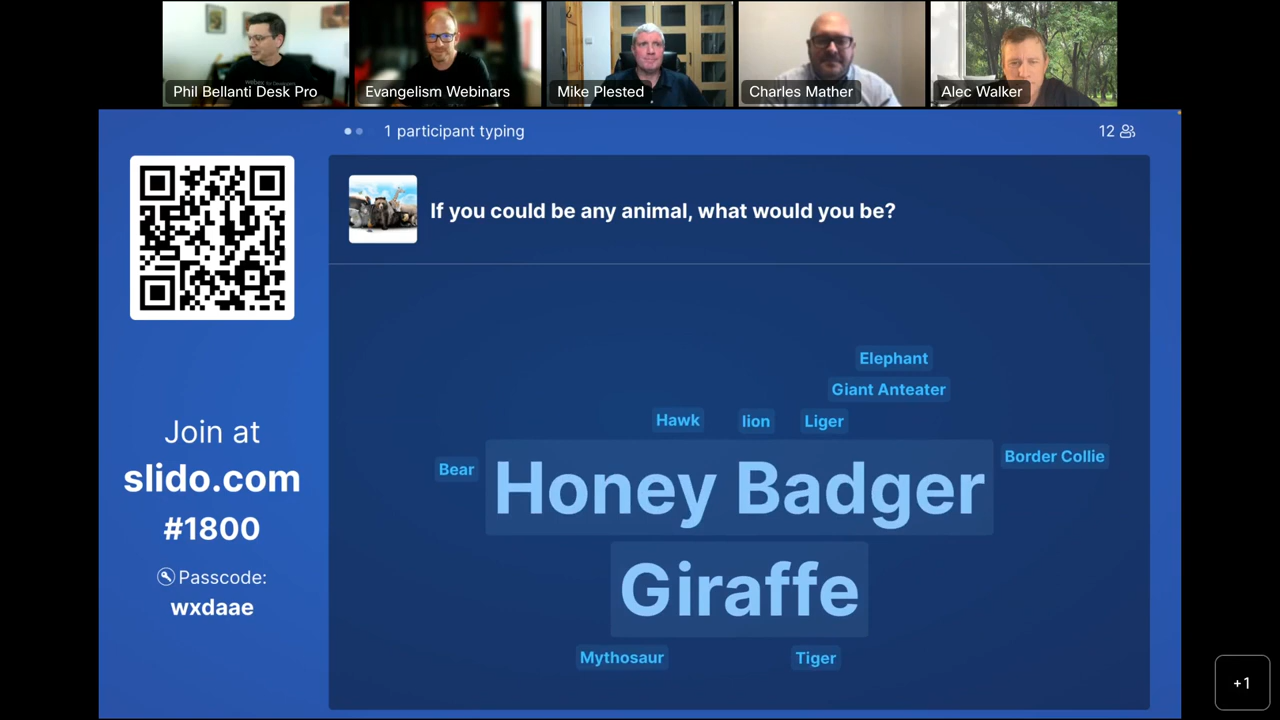 Phil Bellanti Desk Pro
Evangelism Webinars
Mike Plested
Charles Mather
Alec Walker
1 participant typing
12
If you could be any animal, what would you be?
Elephant
Giant Anteater
Hawk
lion
Liger
Bear
Honey Badger
Border Collie
Giraffe
Mythosaur
Tiger
Join at
slido.com
#1800
Passcode:
wxdaae
+1